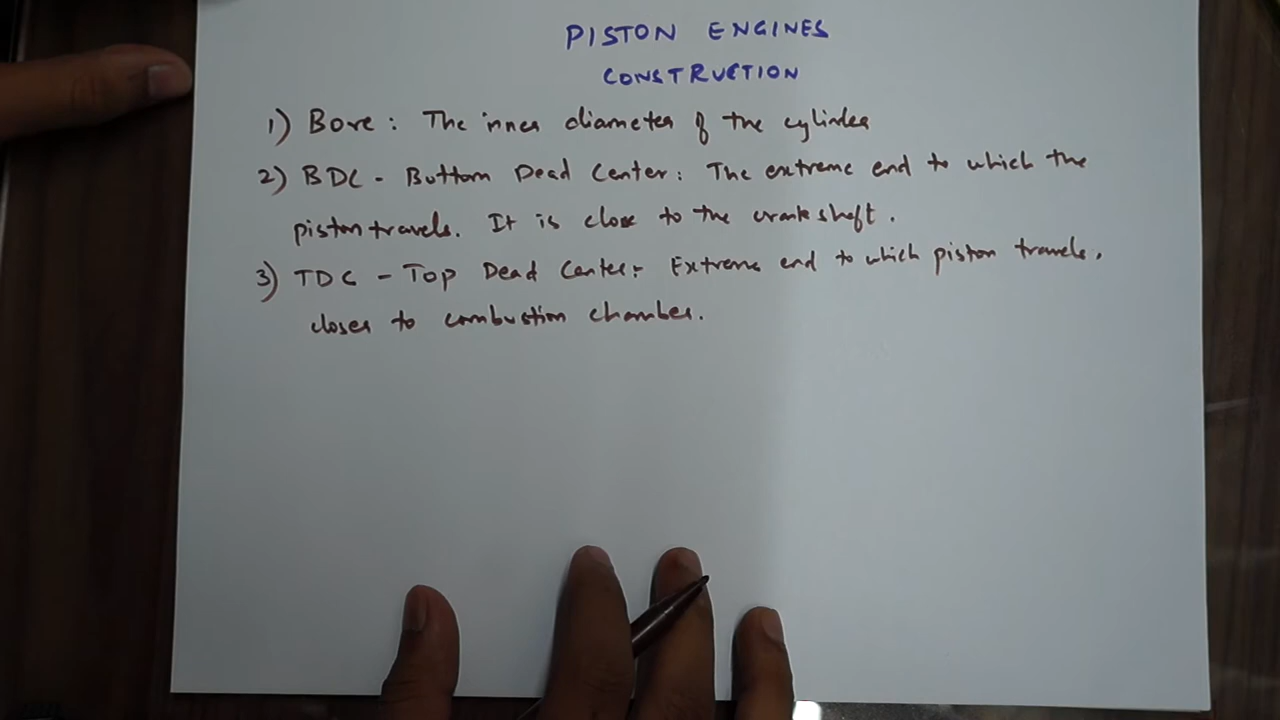 PISTON ENGINES
CONSTRUCTION
1) Bore : The inner diameter of the cylinder
2) BDC - Bottom Dead Center : The extreme end to which the
piston travels. It is close to the crankshaft .
3) TDC - Top Dead Center :- Extreme end to which piston travels,
closer to combustion chamber.